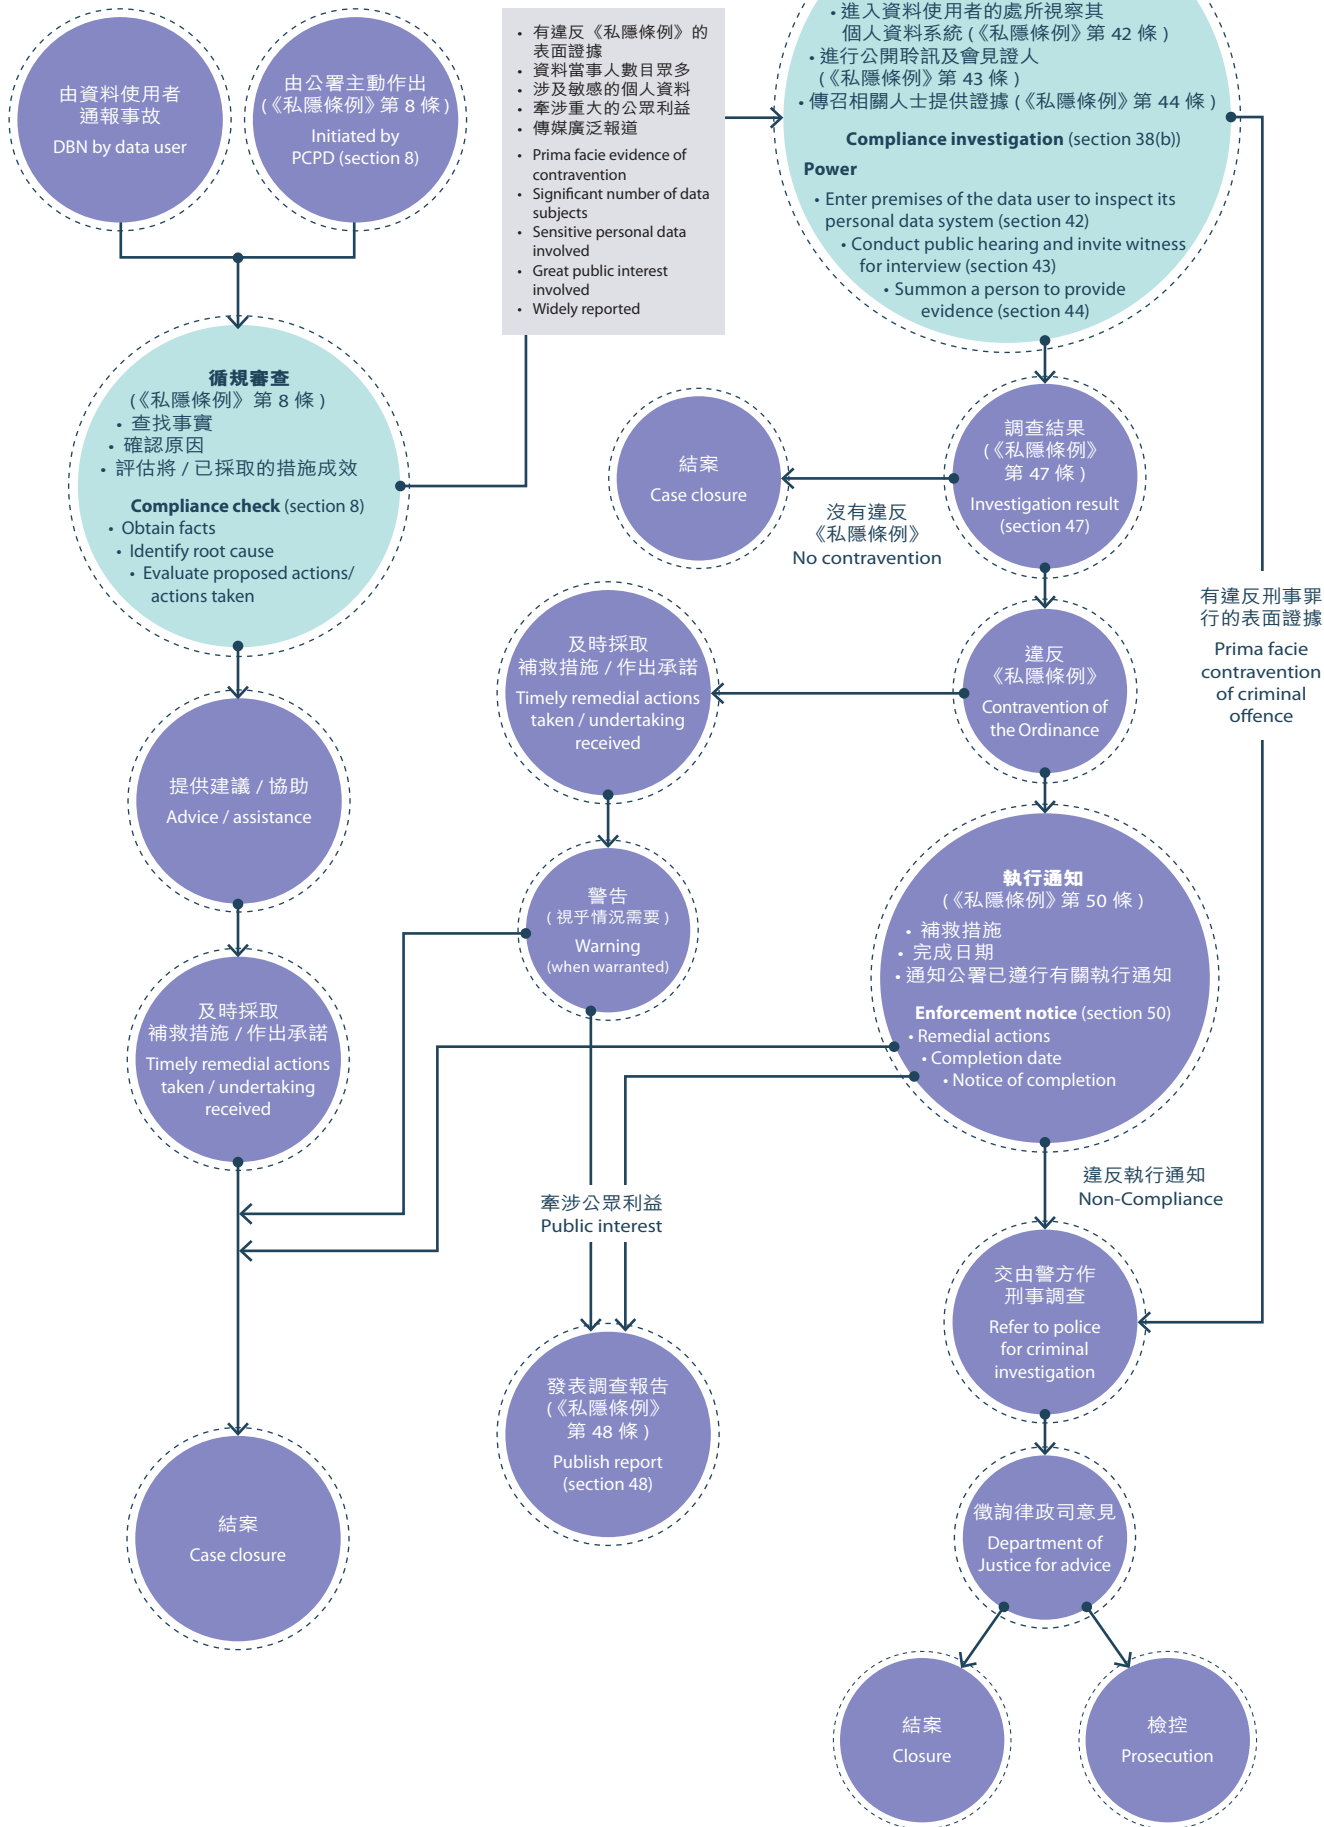 由資料使用者
通報事故
DBN by data user
由公署主動作出
(《私隱條例》第 8 條 )
Initiated by
PCPD (section 8)
• 有違反《私隱條例》的
表面證據
• 資料當事人數目眾多
• 涉及敏感的個人資料
• 牽涉重大的公眾利益
• 傳媒廣泛報道
• Prima facie evidence of
contravention
• Significant number of data
subjects
• Sensitive personal data
involved
• Great public interest
involved
• Widely reported
• 進入資料使用者的處所視察其
個人資料系統 (《私隱條例》第 42 條 )
• 進行公開聆訊及會見證人
(《私隱條例》第 43 條 )
• 傳召相關人士提供證據 (《私隱條例》第 44 條 )
Compliance investigation (section 38(b))
Power
• Enter premises of the data user to inspect its
personal data system (section 42)
• Conduct public hearing and invite witness
for interview (section 43)
• Summon a person to provide
evidence (section 44)
循規審查
(《私隱條例》第 8 條 )
• 查找事實
• 確認原因
• 評估將 / 已採取的措施成效
Compliance check (section 8)
• Obtain facts
• Identify root cause
• Evaluate proposed actions/
actions taken
調查結果
(《私隱條例》
第 47 條 )
Investigation result
(section 47)
結案
Case closure
沒有違反
《私隱條例》
No contravention
有違反刑事罪
行的表面證據
Prima facie
contravention
of criminal
offence
及時採取
補救措施 / 作出承諾
Timely remedial actions
taken / undertaking
received
違反
《私隱條例》
Contravention of
the Ordinance
提供建議 / 協助
Advice / assistance
警告
( 視乎情況需要 )
Warning
(when warranted)
執行通知
(《私隱條例》第 50 條 )
• 補救措施
• 完成日期
• 通知公署已遵行有關執行通知
Enforcement notice (section 50)
• Remedial actions
• Completion date
• Notice of completion
及時採取
補救措施 / 作出承諾
Timely remedial actions
taken / undertaking
received
牽涉公眾利益
Public interest
違反執行通知
Non-Compliance
交由警方作
刑事調查
Refer to police
for criminal
investigation
發表調查報告
(《私隱條例》
第 48 條 )
Publish report
(section 48)
結案
Case closure
徵詢律政司意見
Department of
Justice for advice
結案
Closure
檢控
Prosecution